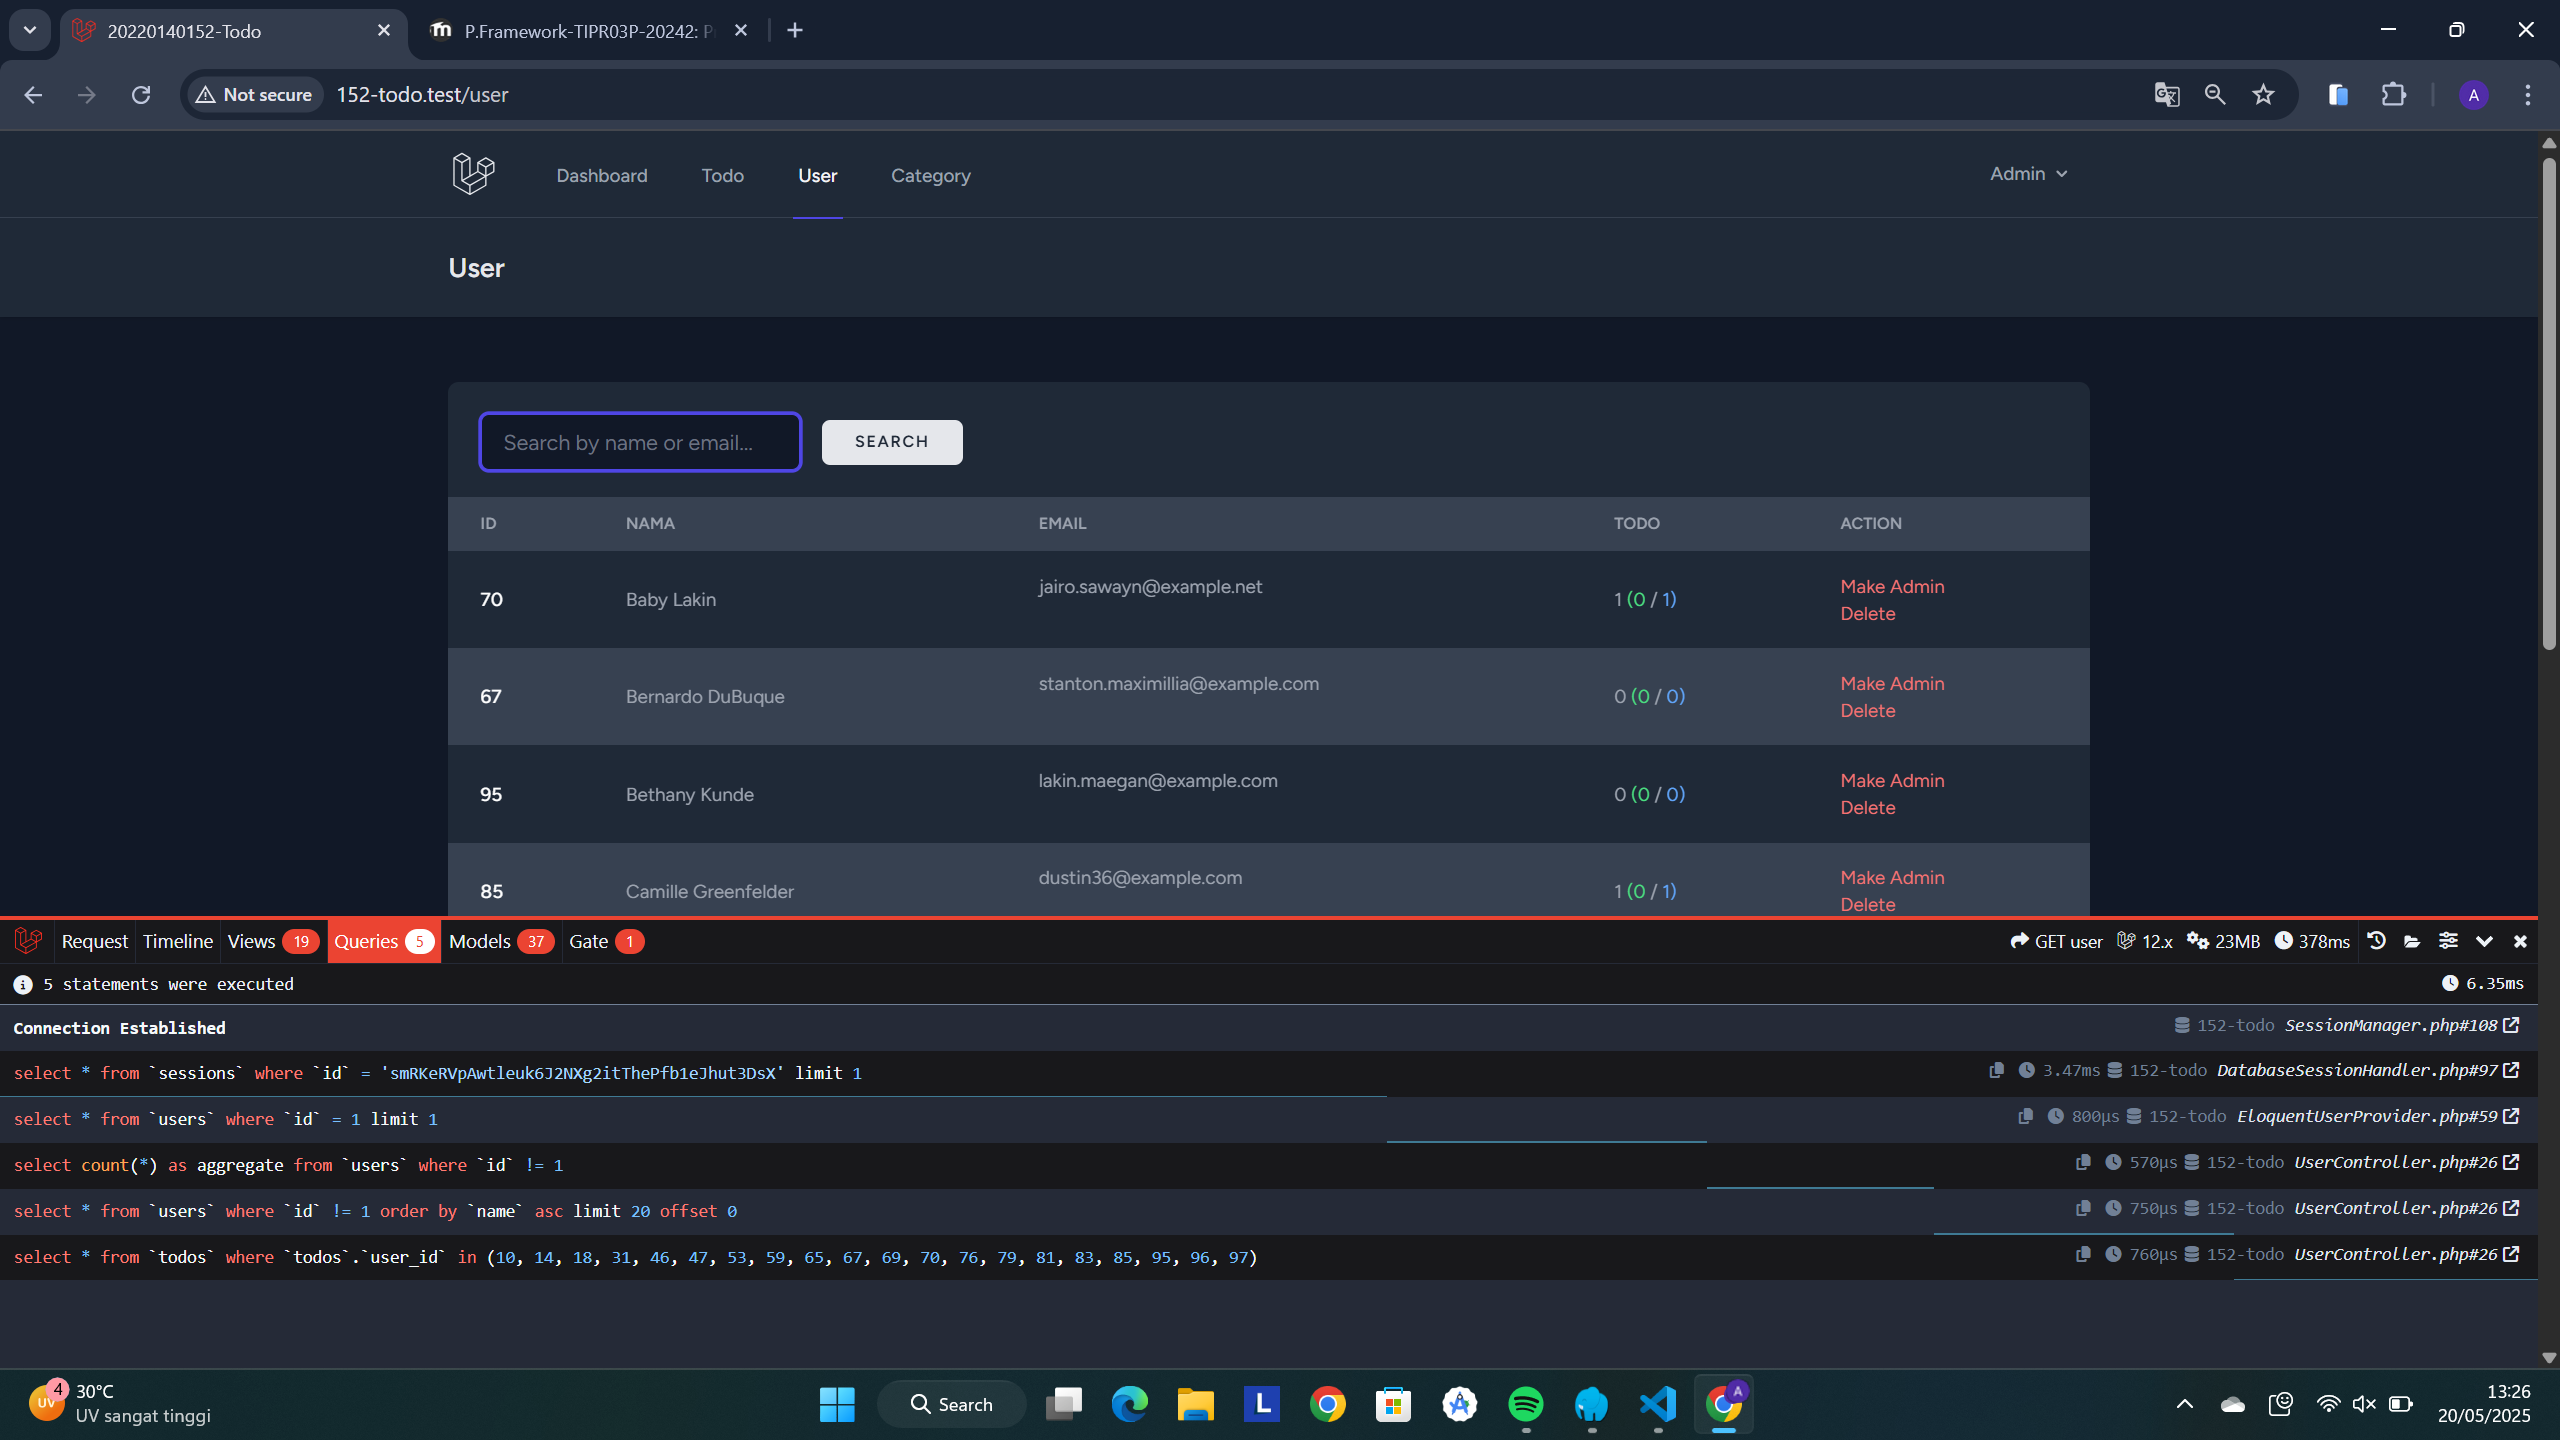 20220140152-Todo
P.Framework-TIPR03P-20242: P
Not secure
152-todo.test/user
A
Dashboard
Todo
User
Category
Admin
User
Search by name or email...
SEARCH
ID NAMA EMAIL TODO ACTION
70 Baby Lakin jairo.sawayn@example.net 1 (0 / 1) Make Admin
Delete
67 Bernardo DuBuque stanton.maximillia@example.com 0 (0 / 0) Make Admin
Delete
95 Bethany Kunde lakin.maegan@example.com 0 (0 / 0) Make Admin
Delete
85 Camille Greenfelder dustin36@example.com 1 (0 / 1) Make Admin
Delete
Request Timeline Views 19 Queries 5 Models 37 Gate 1 GET user 12.x 23MB 378ms
5 statements were executed 6.35ms
Connection Established 152-todo SessionManager.php#108
select * from `sessions` where `id` = 'smRKeRVpAwtleuk6J2NXg2itThePfb1eJhut3DsX' limit 1 3.47ms 152-todo DatabaseSessionHandler.php#97
select * from `users` where `id` = 1 limit 1 800μs 152-todo EloquentUserProvider.php#59
select count(*) as aggregate from `users` where `id` != 1 570μs 152-todo UserController.php#26
select * from `users` where `id` != 1 order by `name` asc limit 20 offset 0 750μs 152-todo UserController.php#26
select * from `todos` where `todos`.`user_id` in (10, 14, 18, 31, 46, 47, 53, 59, 65, 67, 69, 70, 76, 79, 81, 83, 85, 95, 96, 97) 760μs 152-todo UserController.php#26
UV
4
30°C
UV sangat tinggi
Search
L
A
13:26
20/05/2025